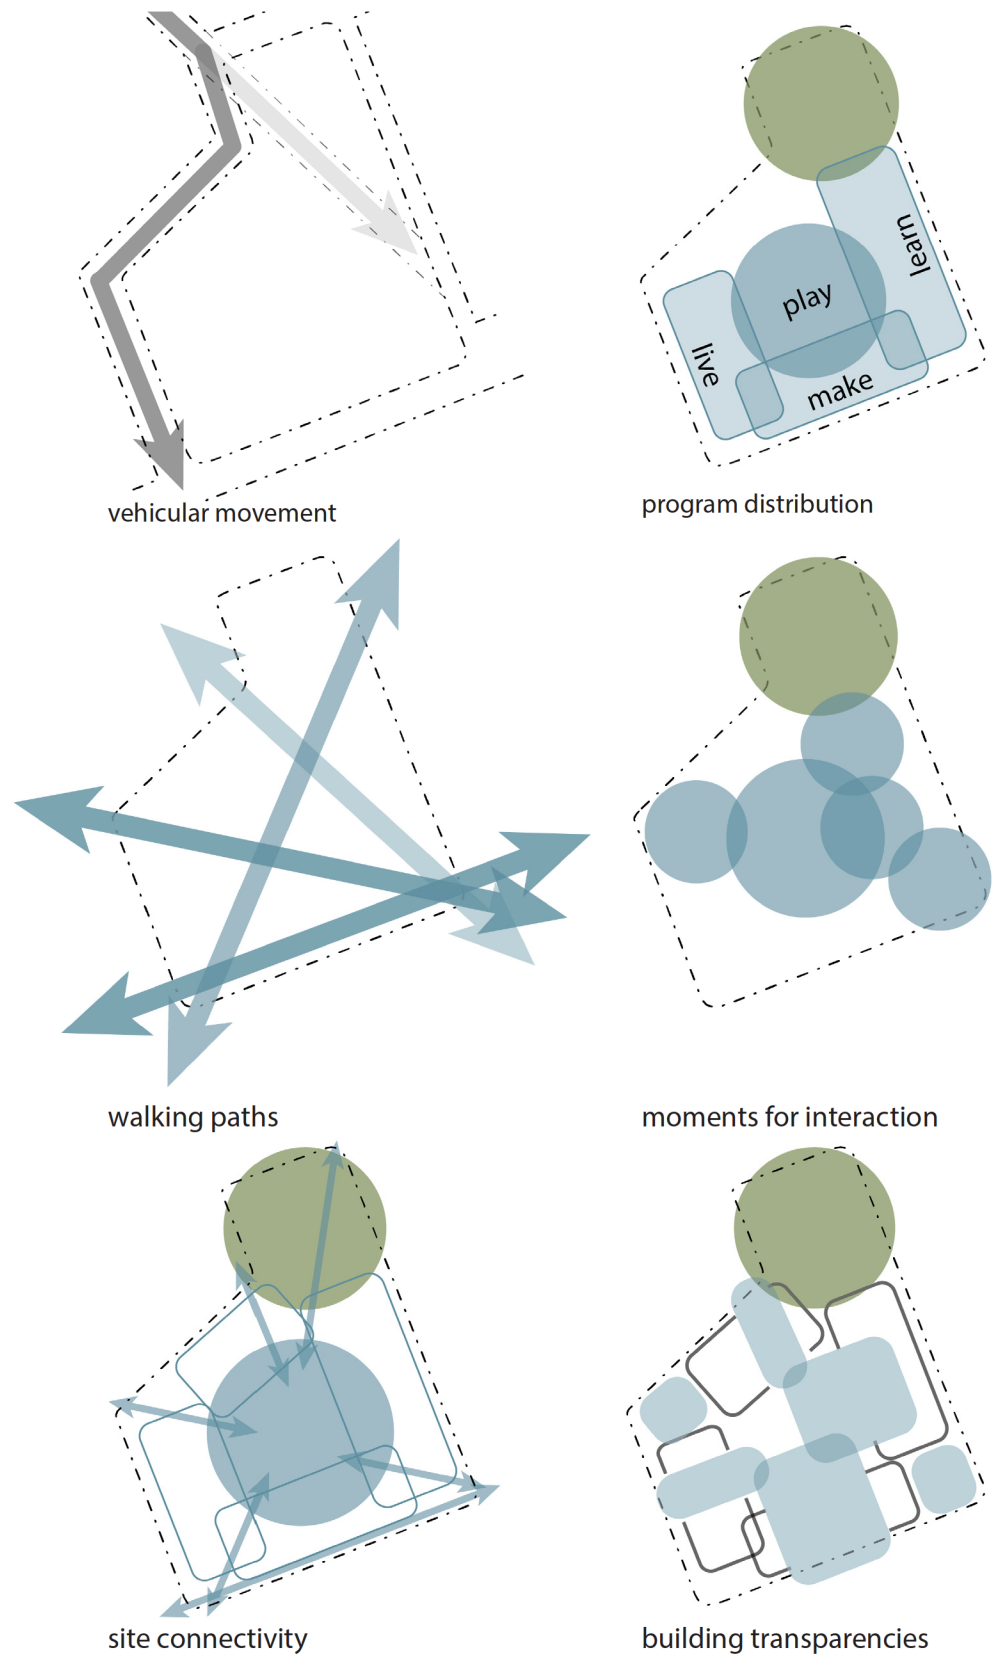 learn
play
live
make
vehicular movement
program distribution
walking paths
moments for interaction
site connectivity
building transparencies